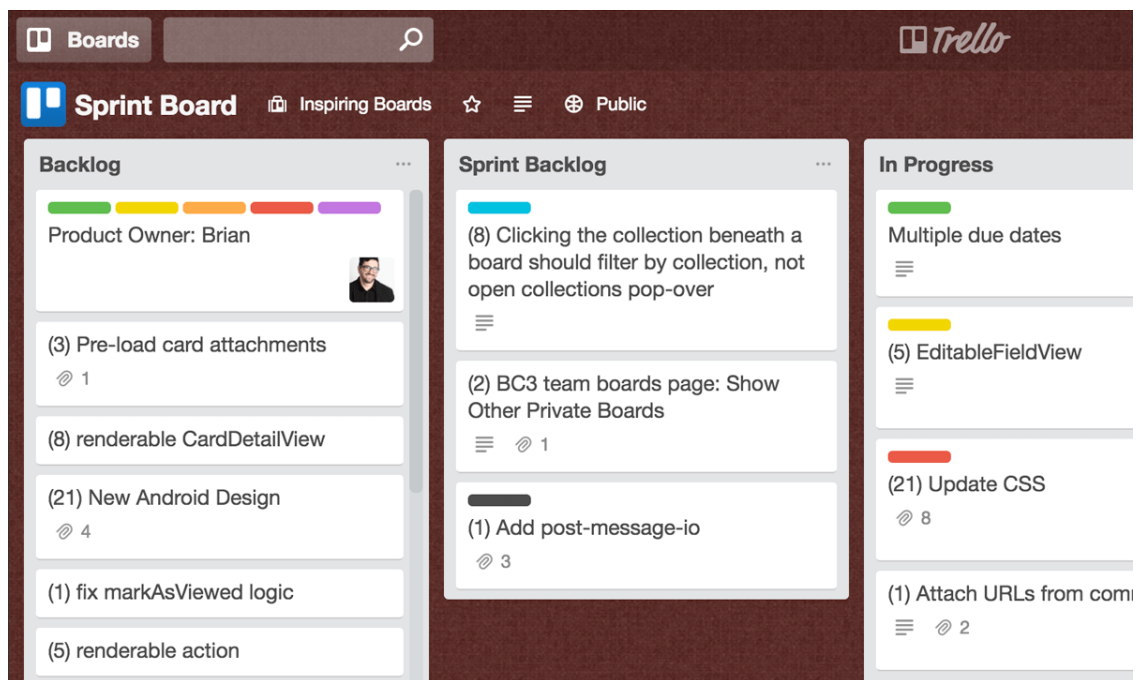 Boards
Trello
Sprint Board
Inspiring Boards
Public
Backlog
Product Owner: Brian
(3) Pre-load card attachments
1
(8) renderable CardDetailView
(21) New Android Design
4
(1) fix markAsViewed logic
(5) renderable action
Sprint Backlog
(8) Clicking the collection beneath a
board should filter by collection, not
open collections pop-over
(2) BC3 team boards page: Show
Other Private Boards
1
(1) Add post-message-io
3
In Progress
Multiple due dates
(5) EditableFieldView
(21) Update CSS
8
(1) Attach URLs from
2